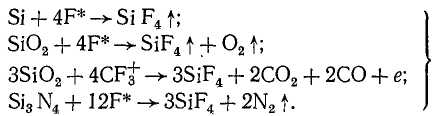 Si + 4F* → Si F₄ ↑;
SiO₂ + 4F* → SiF₄ ↑ + O₂ ↑;
3SiO₂ + 4CF₃⁺ → 3SiF₄ + 2CO₂ + 2CO + e;
Si₃ N₄ + 12F* → 3SiF₄ + 2N₂ ↑.